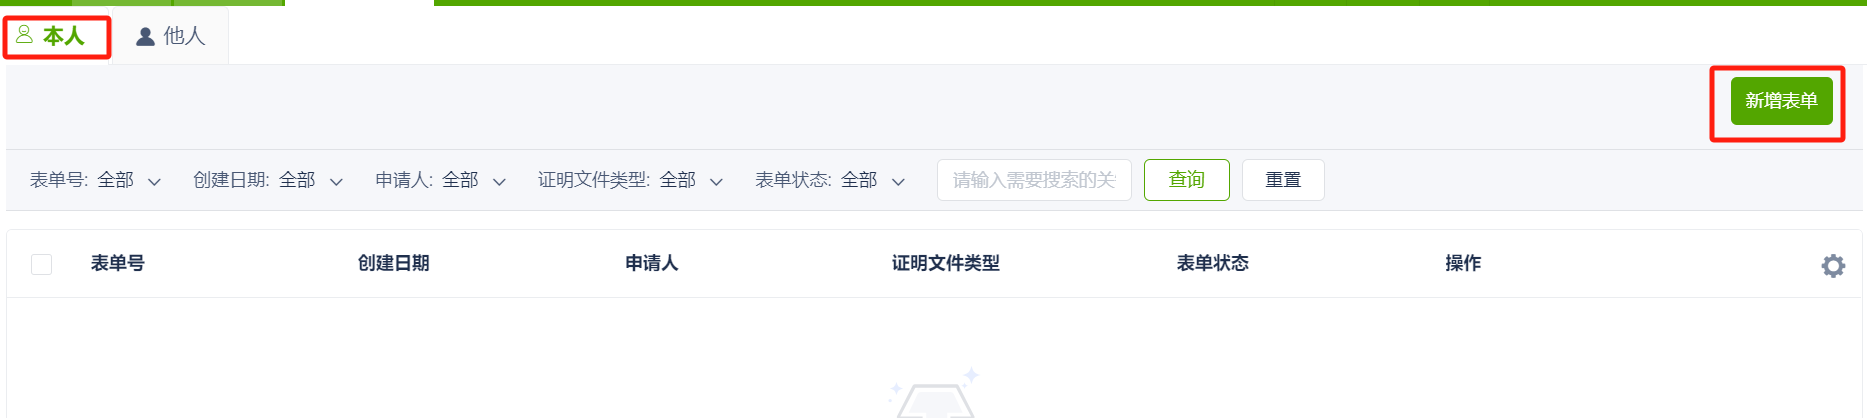 本人 他人
新增表单
表单号: 全部 创建日期: 全部 申请人: 全部 证明文件类型: 全部 表单状态: 全部 请输入需要搜索的关 查询 重置
表单号 创建日期 申请人 证明文件类型 表单状态 操作